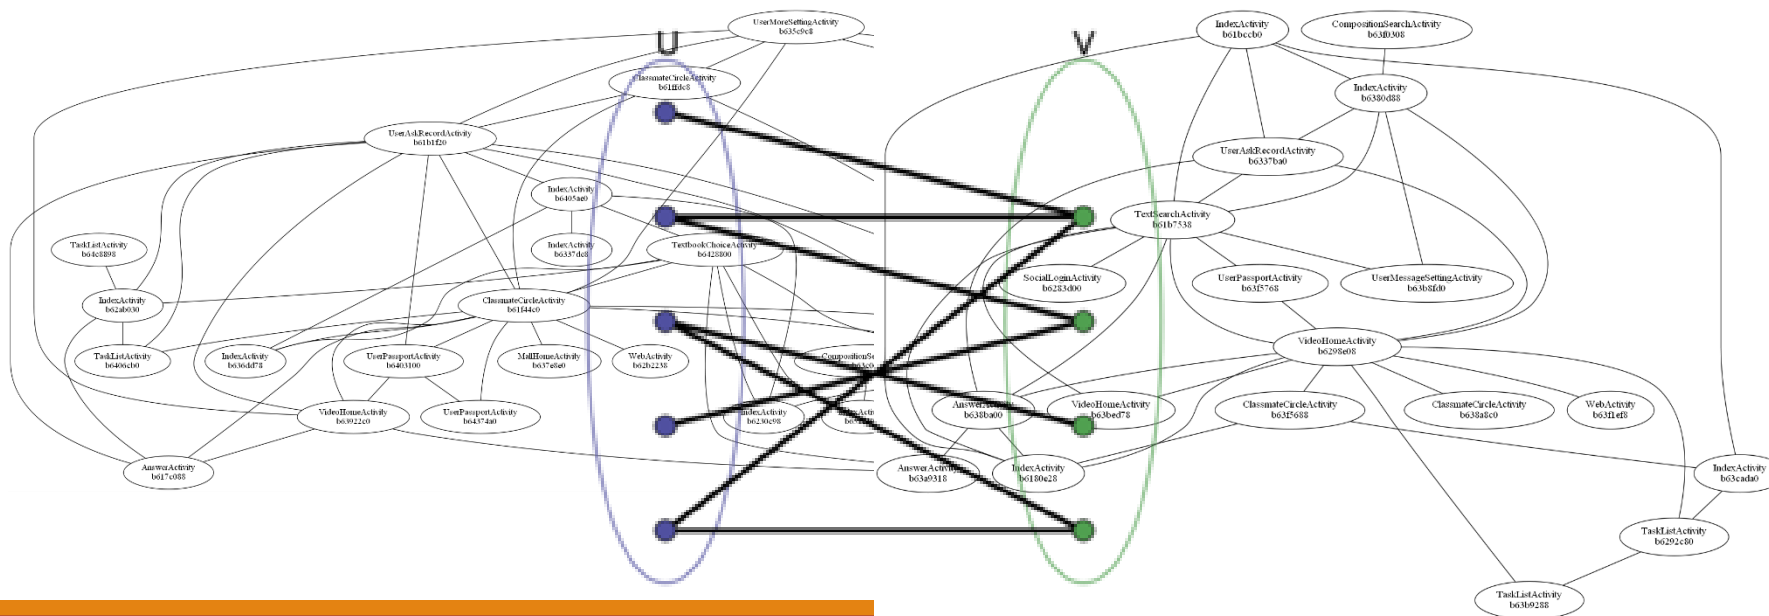 UserMoreSettingActivity
b635c9c8
U
ClassmateCircleActivity
b61ffdc8
UserAskRecordActivity
b61b1f20
IndexActivity
b6405ae0
TaskListActivity
b64c8898
IndexActivity
b6337dc8
TextbookChoiceActivity
b6428800
IndexActivity
b62ab030
ClassmateCircleActivity
b61f44c0
TaskListActivity
b6406cb0
IndexActivity
b636dd78
UserPassportActivity
b6403100
MallHomeActivity
b637e8e0
WebActivity
b62b2238
VideoHomeActivity
b63922c0
UserPassportActivity
b64374a0
IndexActivity
b6230c98
AnswerActivity
b617c088
V
IndexActivity
b61bccb0
CompositionSearchActivity
b63f0308
IndexActivity
b6380d88
UserAskRecordActivity
b6337ba0
TextSearchActivity
b61b7538
SocialLoginActivity
b6283d00
UserPassportActivity
b63f5768
UserMessageSettingActivity
b63b8fd0
VideoHomeActivity
b6298e08
b638ba00
VideoHomeActivity
b63bed78
ClassmateCircleActivity
b63f5688
ClassmateCircleActivity
b638a8c0
WebActivity
b63f1ef8
AnswerActivity
b63a9318
IndexActivity
b6180e28
IndexActivity
b63cada0
TaskListActivity
b6292c80
TaskListActivity
b63b9288